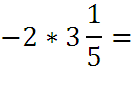 −2 * 3 1/5 =